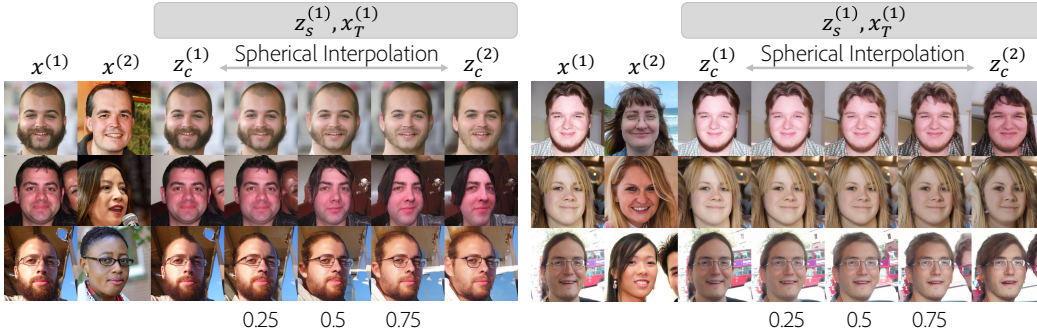 z_s^{(1)}, x_T^{(1)} z_s^{(1)}, x_T^{(1)}
x^{(1)} x^{(2)} z_c^{(1)} Spherical Interpolation z_c^{(2)} x^{(1)} x^{(2)} z_c^{(1)} Spherical Interpolation z_c^{(2)}
0.25 0.5 0.75 0.25 0.5 0.75